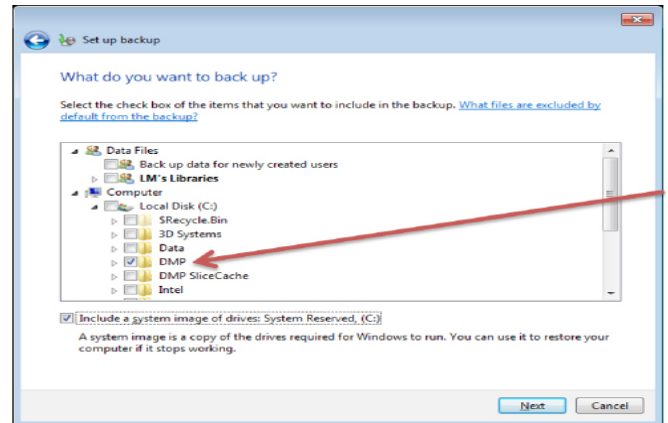 Set up backup
What do you want to back up?
Select the check box of the items that you want to include in the backup. What files are excluded by
default from the backup?
Data Files
Back up data for newly created users
LM's Libraries
Computer
Local Disk (C:)
$Recycle.Bin
3D Systems
Data
DMP
DMP SliceCache
Intel
Include a system image of drives: System Reserved, (C:)
A system image is a copy of the drives required for Windows to run. You can use it to restore your
computer if it stops working.
Next Cancel